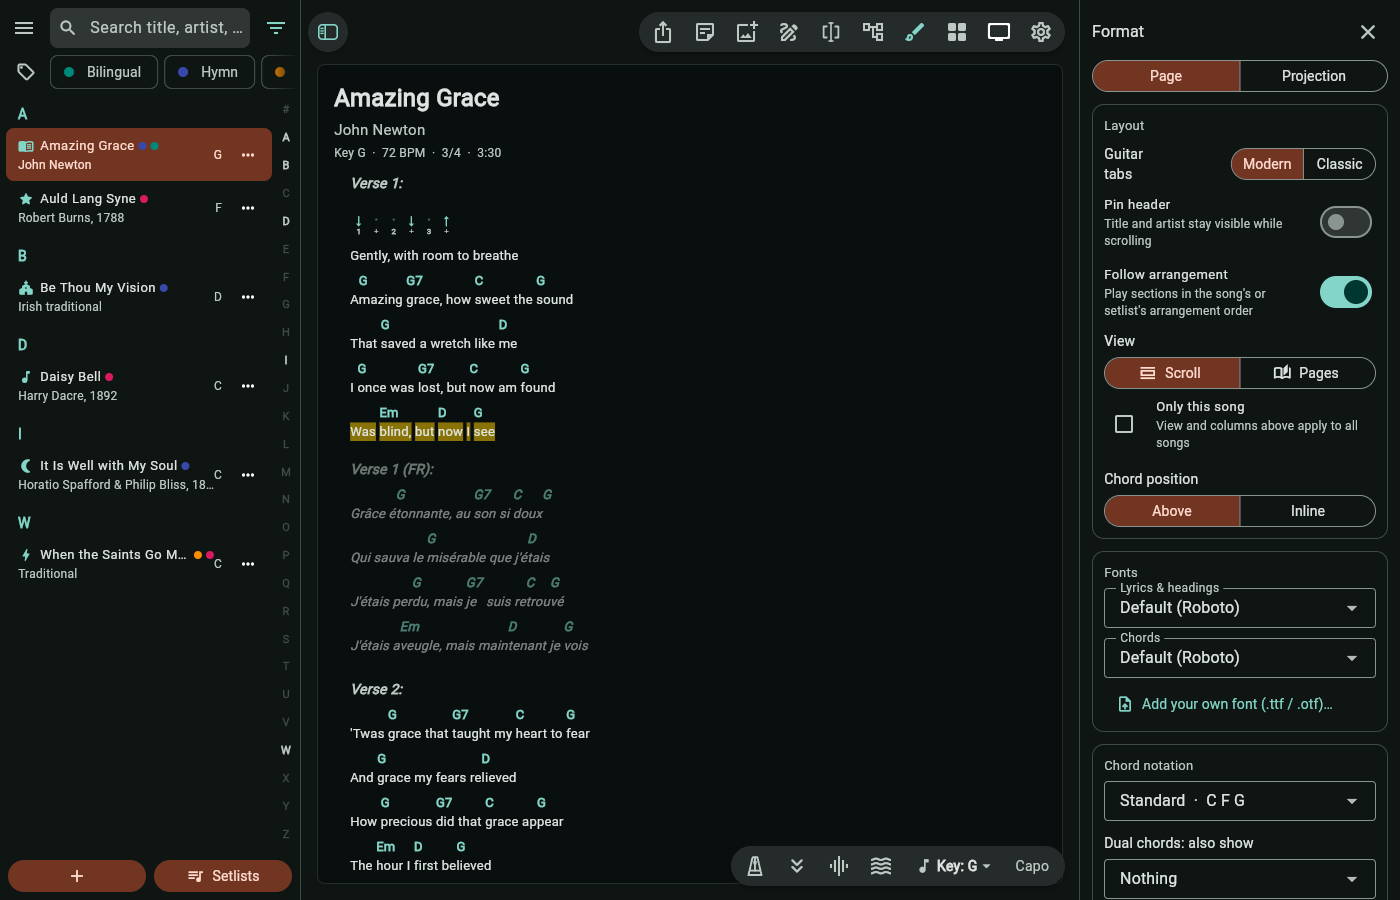 Search title, artist, ...
Bilingual
Hymn
A
Amazing Grace
G
John Newton
Auld Lang Syne
F
Robert Burns, 1788
B
Be Thou My Vision
D
Irish traditional
D
Daisy Bell
C
Harry Dacre, 1892
I
It Is Well with My Soul
C
Horatio Spafford & Philip Bliss, 18...
W
When the Saints Go M...
C
Traditional
#
A
B
C
D
E
F
G
H
I
J
K
L
M
N
O
P
Q
R
S
T
U
V
W
X
Y
Z
+
Setlists
Amazing Grace
John Newton
Key G · 72 BPM · 3/4 · 3:30
Verse 1:
1 + 2 + 3 +
Gently, with room to breathe
G G7 C G
Amazing grace, how sweet the sound
G D
That saved a wretch like me
G G7 C G
I once was lost, but now am found
Em D G
Was blind, but now I see
Verse 1 (FR):
G G7 C G
Grâce étonnante, au son si doux
G D
Qui sauva le misérable que j'étais
G G7 C G
J'étais perdu, mais je suis retrouvé
Em D G
J'étais aveugle, mais maintenant je vois
Verse 2:
G G7 C G
'Twas grace that taught my heart to fear
G D
And grace my fears relieved
G G7 C G
How precious did that grace appear
Em D G
The hour I first believed
Key: G
Capo
Format
Page
Projection
Layout
Guitar tabs
Modern
Classic
Pin header
Title and artist stay visible while
scrolling
Follow arrangement
Play sections in the song's or
setlist's arrangement order
View
Scroll
Pages
Only this song
View and columns above apply to all
songs
Chord position
Above
Inline
Fonts
Lyrics & headings
Default (Roboto)
Chords
Default (Roboto)
Add your own font (.ttf / .otf)...
Chord notation
Standard · C F G
Dual chords: also show
Nothing